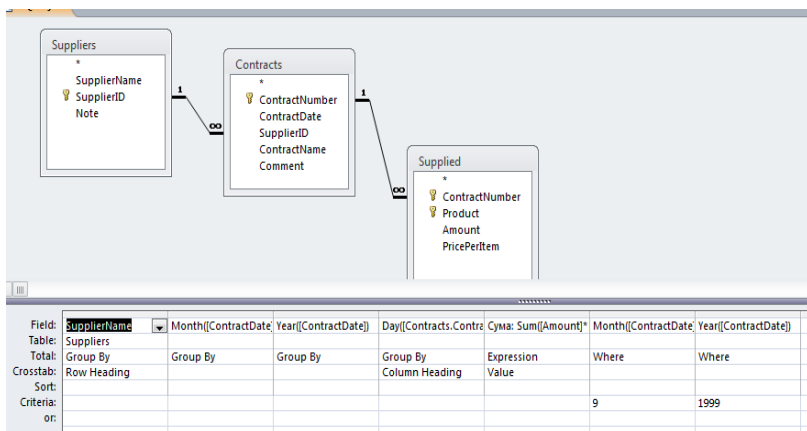 Suppliers
*
SupplierName
SupplierID
Note
1
∞
Contracts
*
ContractNumber
ContractDate
SupplierID
ContractName
Comment
1
∞
Supplied
*
ContractNumber
Product
Amount
PricePerItem
Field: SupplierName Month([ContractDate Year([ContractDate]) Day([Contracts.Contra Сума: Sum([Amount]* Month([ContractDate Year([ContractDate])
Table: Suppliers
Total: Group By Group By Group By Group By Expression Where Where
Crosstab: Row Heading Column Heading Value
Sort:
Criteria: 9 1999
or: